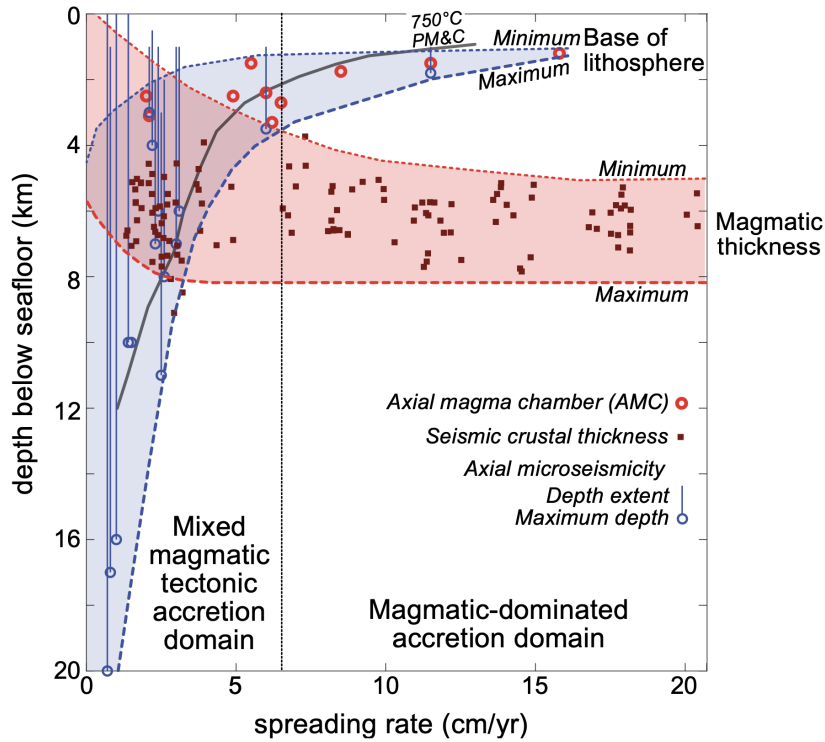 0
4
8
12
16
20
depth below seafloor (km)
0
5
10
15
20
spreading rate (cm/yr)
750°C
PM&C
Minimum
Maximum
Base of
lithosphere
Minimum
Magmatic
thickness
Maximum
Axial magma chamber (AMC)
Seismic crustal thickness
Axial microseismicity
Depth extent
Maximum depth
Mixed
magmatic
tectonic
accretion
domain
Magmatic-dominated
accretion domain